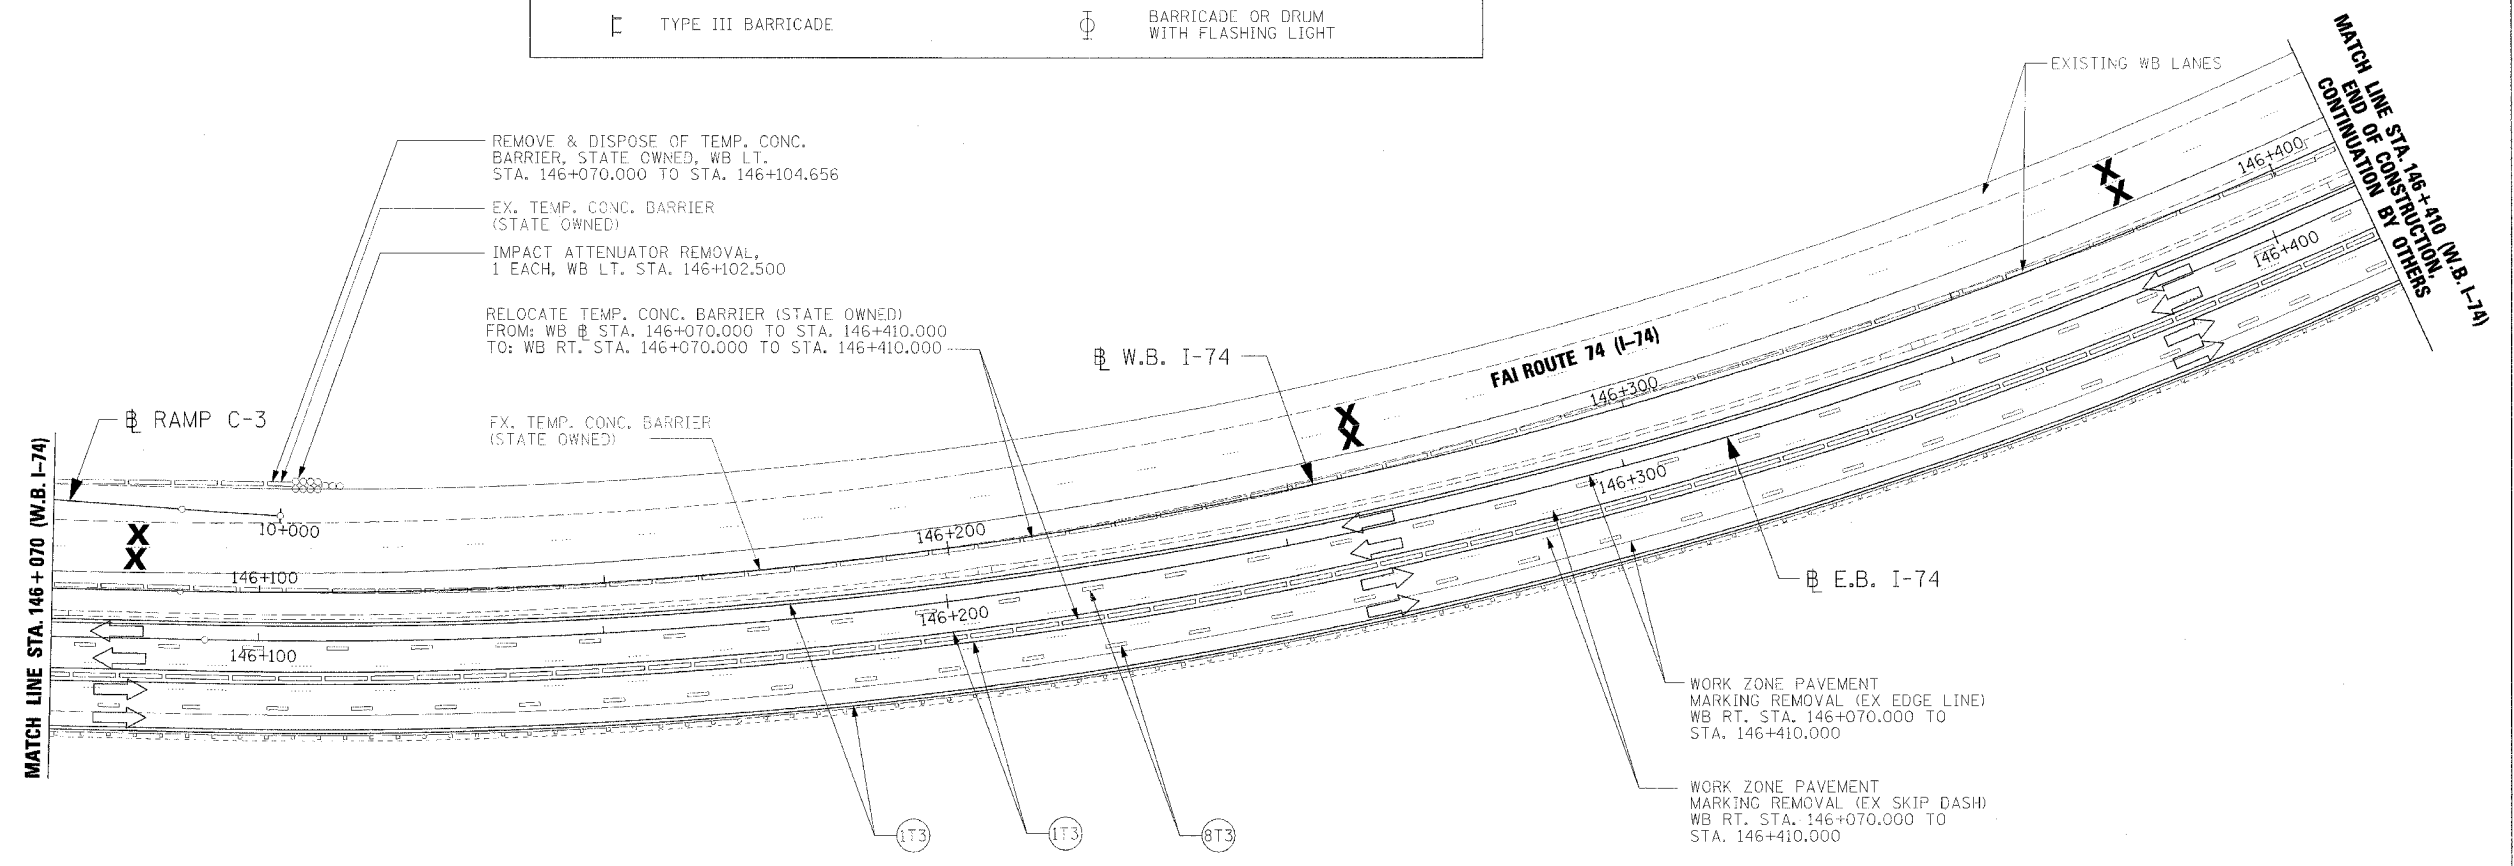 TYPE III BARRICADE
BARRICADE OR DRUM
WITH FLASHING LIGHT
EXISTING WB LANES
MATCH LINE STA. 146+410 (W.B. I-74)
END OF CONSTRUCTION,
CONTINUATION BY OTHERS
REMOVE & DISPOSE OF TEMP. CONC.
BARRIER, STATE OWNED, WB LT.
STA. 146+070.000 TO STA. 146+104.656
EX. TEMP. CONC. BARRIER
(STATE OWNED)
IMPACT ATTENUATOR REMOVAL,
1 EACH, WB LT. STA. 146+102.500
RELOCATE TEMP. CONC. BARRIER (STATE OWNED)
FROM: WB ⅊ STA. 146+070.000 TO STA. 146+410.000
TO: WB RT. STA. 146+070.000 TO STA. 146+410.000
EX. TEMP. CONC. BARRIER
(STATE OWNED)
RAMP C-3
W.B. I-74
FAI ROUTE 74 (I-74)
E.B. I-74
MATCH LINE STA. 146+070 (W.B. I-74)
10+000
146+100
146+200
146+300
146+400
146+100
146+200
146+300
146+400
X
X
X
X
X
X
WORK ZONE PAVEMENT
MARKING REMOVAL (EX EDGE LINE)
WB RT. STA. 146+070.000 TO
STA. 146+410.000
WORK ZONE PAVEMENT
MARKING REMOVAL (EX SKIP DASH)
WB RT. STA. 146+070.000 TO
STA. 146+410.000
1T3
1T3
8T3